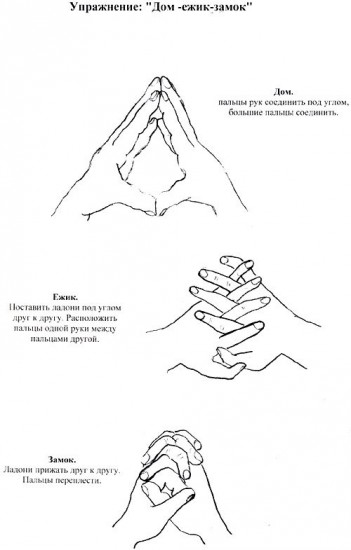 Упражнение: "Дом -ежик-замок"
Дом.
пальцы рук соединить под углом,
большие пальцы соединить.
Ежик.
Поставить ладони под углом
друг к другу. Расположить
пальцы одной руки между
пальцами другой.
Замок.
Ладони прижать друг к другу.
Пальцы переплести.